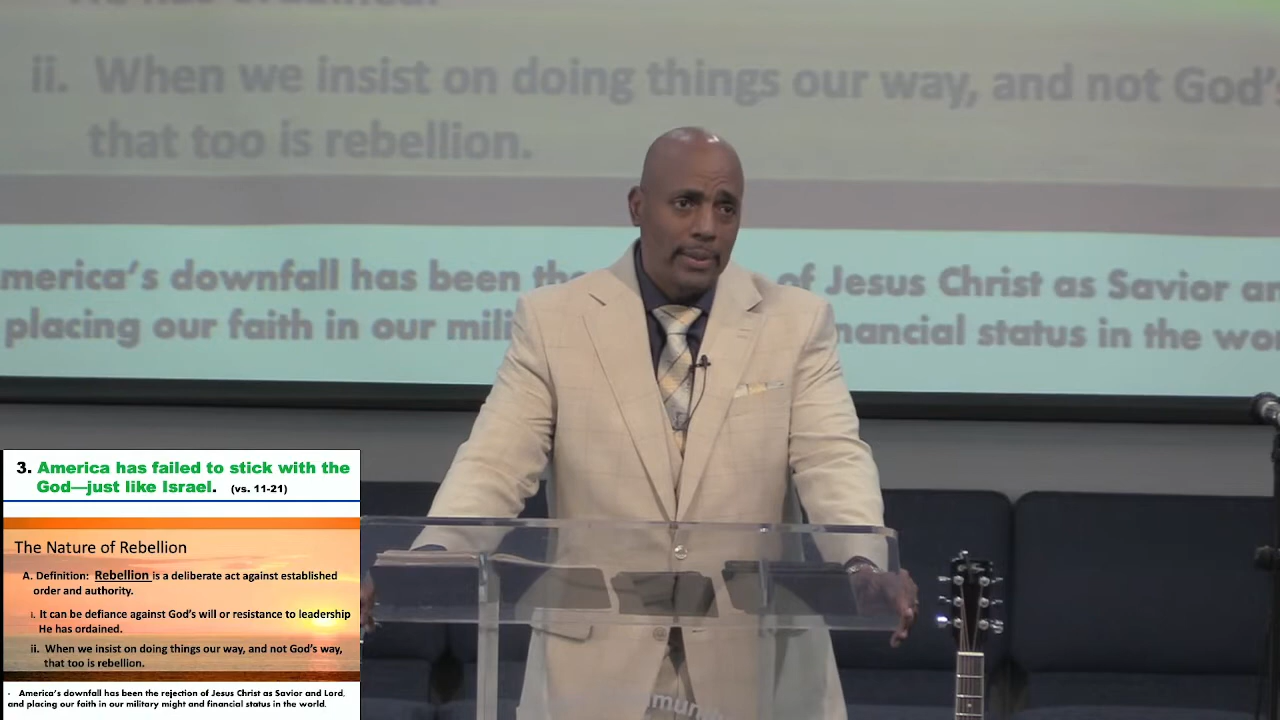 ii. When we insist on doing things our way, and not God's
that too is rebellion.
merica's downfall has been the of Jesus Christ as Savior an
placing our faith in our mili nancial status in the wor
3. America has failed to stick with the
God—just like Israel. (vs. 11-21)
The Nature of Rebellion
A. Definition: Rebellion is a deliberate act against established
order and authority.
i. It can be defiance against God's will or resistance to leadership
He has ordained.
ii. When we insist on doing things our way, and not God's way,
that too is rebellion.
- America's downfall has been the rejection of Jesus Christ as Savior and Lord,
and placing our faith in our military might and financial status in the world.